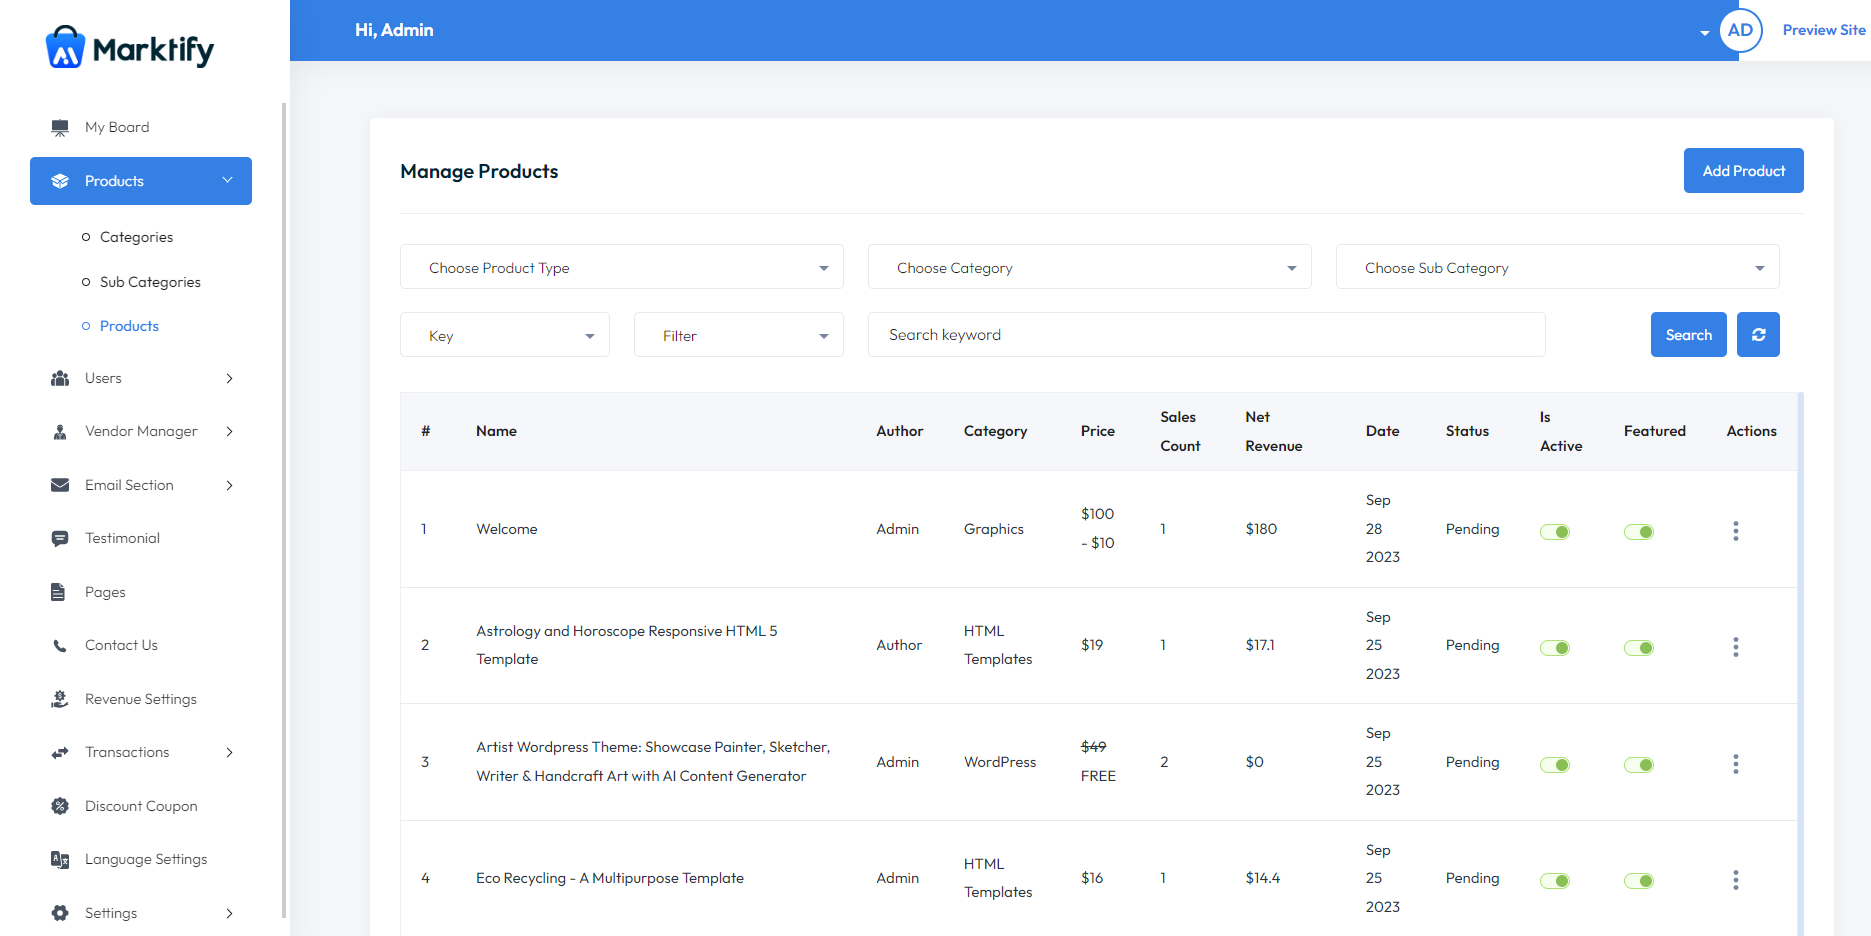 Marktify
Hi, Admin
AD
Preview Site
My Board
Products
Categories
Sub Categories
Products
Users
Vendor Manager
Email Section
Testimonial
Pages
Contact Us
Revenue Settings
Transactions
Discount Coupon
Language Settings
Settings
Manage Products
Add Product
Choose Product Type
Choose Category
Choose Sub Category
Key
Filter
Search keyword
Search
# Name Author Category Price Sales Count Net Revenue Date Status Is Active Featured Actions
1 Welcome Admin Graphics $100 - $10 1 $180 Sep 28 2023 Pending
2 Astrology and Horoscope Responsive HTML 5 Template Author HTML Templates $19 1 $17.1 Sep 25 2023 Pending
3 Artist Wordpress Theme: Showcase Painter, Sketcher, Writer & Handcraft Art with AI Content Generator Admin WordPress $49 FREE 2 $0 Sep 25 2023 Pending
4 Eco Recycling - A Multipurpose Template Admin HTML Templates $16 1 $14.4 Sep 25 2023 Pending